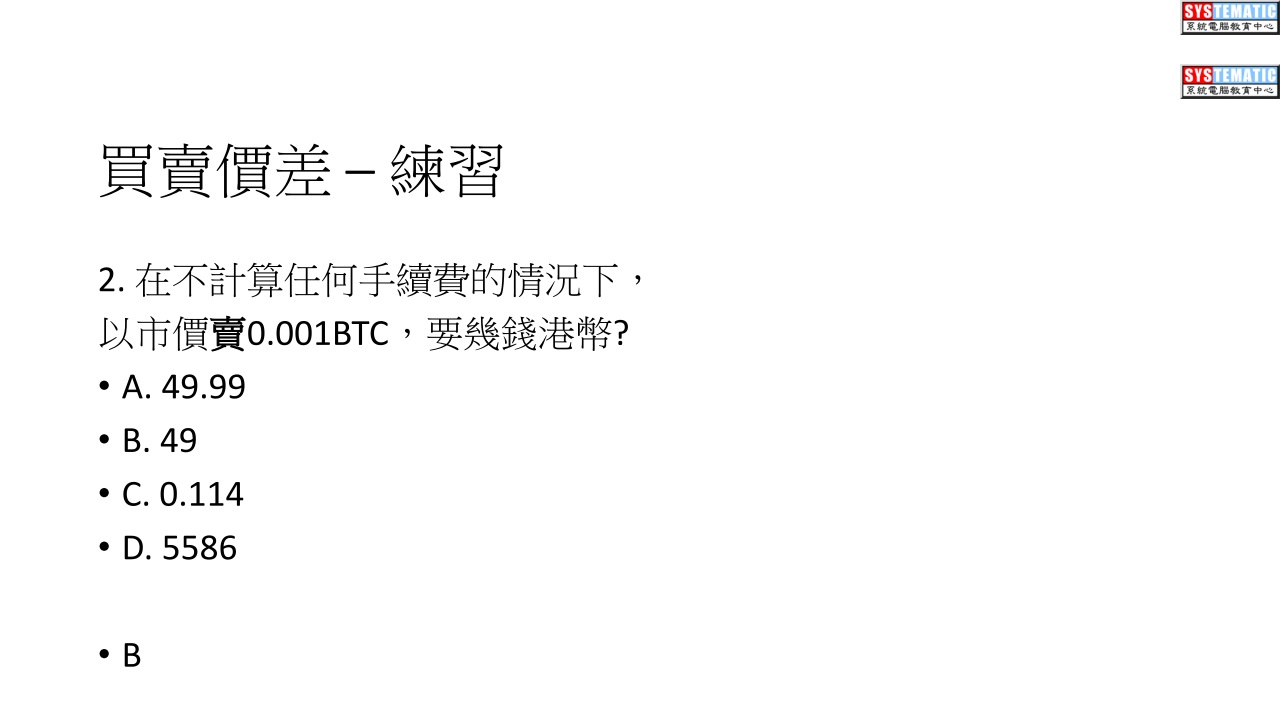 SYSTEMATIC
系統電腦教育中心
SYSTEMATIC
系統電腦教育中心
買賣價差 – 練習
2. 在不計算任何手續費的情況下，
以市價賣0.001BTC，要幾錢港幣?
• A. 49.99
• B. 49
• C. 0.114
• D. 5586
• B